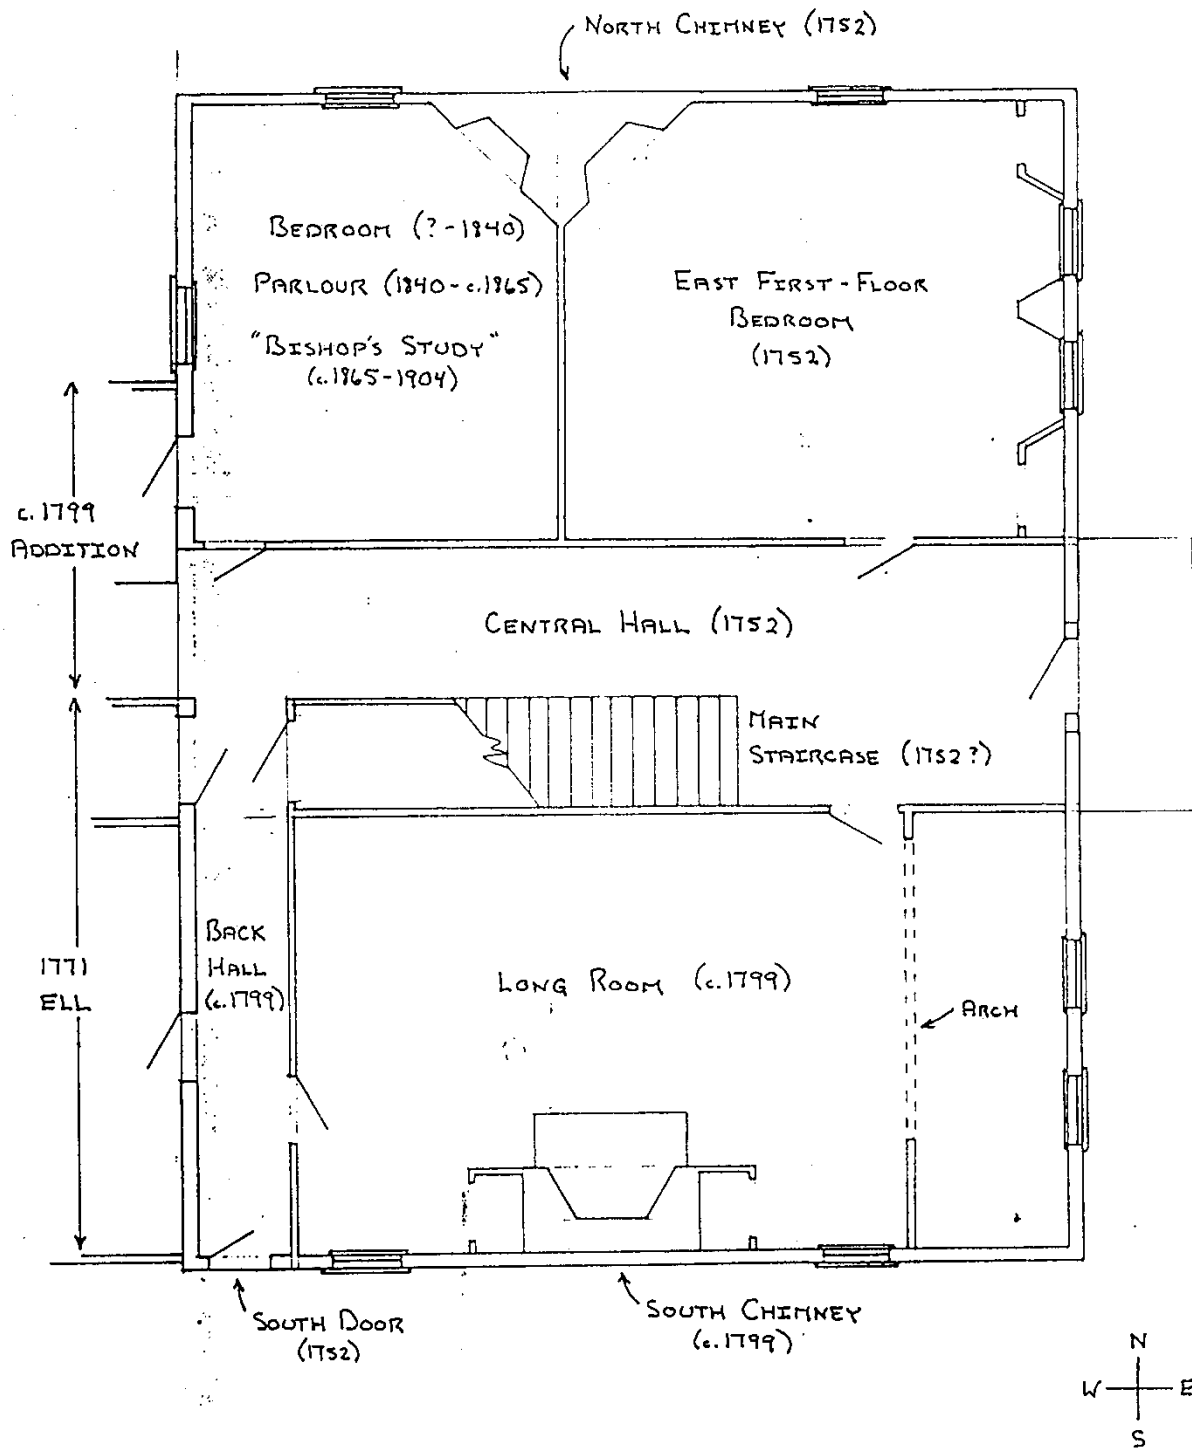 NORTH CHIMNEY (1752)
BEDROOM (?-1840)
PARLOUR (1840-c.1865)
"BISHOP'S STUDY"
(c.1865-1904)
EAST FIRST-FLOOR
BEDROOM
(1752)
c.1799
ADDITION
CENTRAL HALL (1752)
MAIN
STAIRCASE (1752?)
BACK
HALL
(c.1799)
1771
ELL
LONG ROOM (c.1799)
ARCH
SOUTH DOOR
(1752)
SOUTH CHIMNEY
(c.1799)
N
W E
S